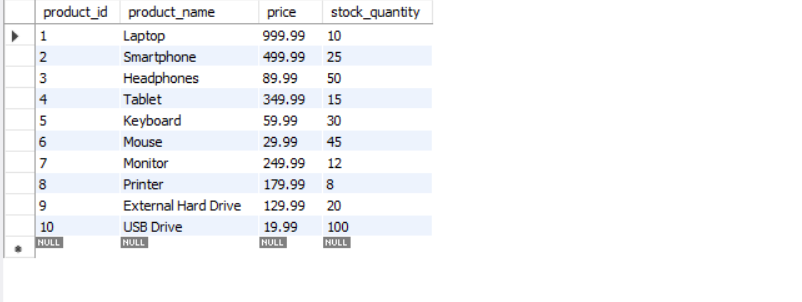 product_id product_name price stock_quantity
1 Laptop 999.99 10
2 Smartphone 499.99 25
3 Headphones 89.99 50
4 Tablet 349.99 15
5 Keyboard 59.99 30
6 Mouse 29.99 45
7 Monitor 249.99 12
8 Printer 179.99 8
9 External Hard Drive 129.99 20
10 USB Drive 19.99 100
NULL NULL NULL NULL